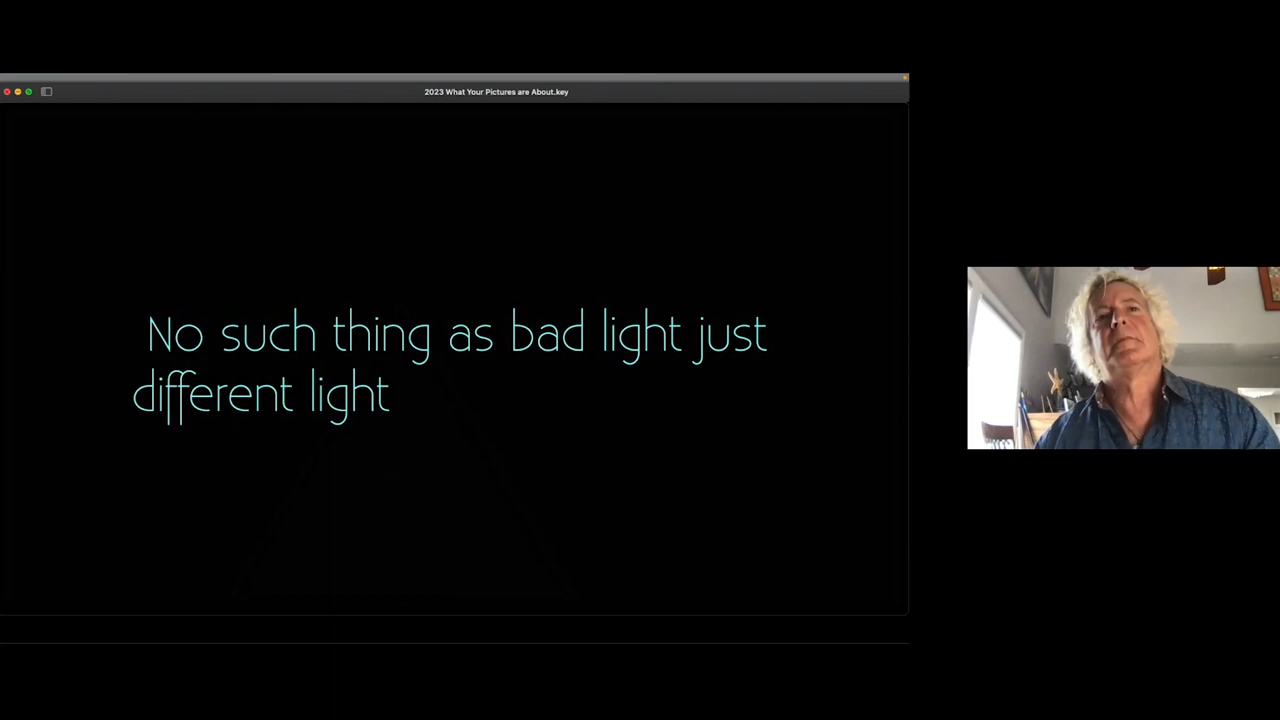 2023 What Your Pictures are About.key
No such thing as bad light just
different light